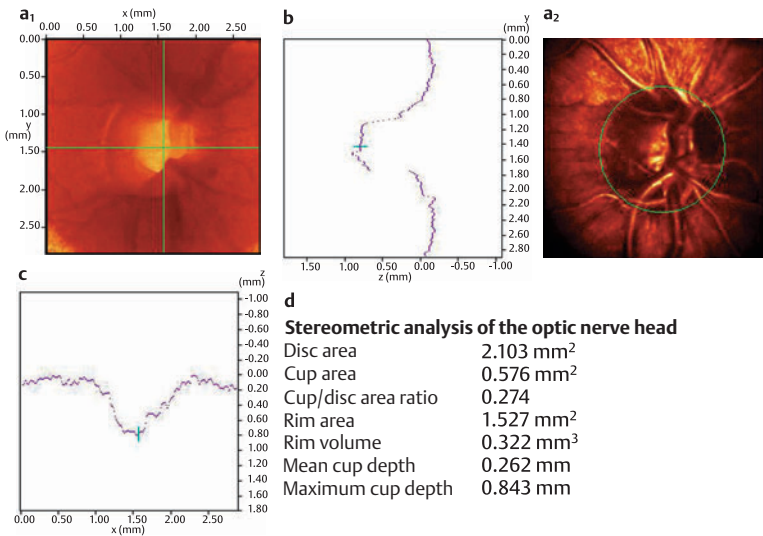 a1
x (mm)
0.00 0.50 1.00 1.50 2.00 2.50
0.00
0.50
1.00
y
(mm)
1.50
2.00
2.50
b
y
(mm)
0.00
0.20
0.40
0.60
0.80
1.00
1.20
1.40
1.60
1.80
2.00
2.20
2.40
2.60
2.80
1.50 1.00 0.50 0.00 -0.50 -1.00
z (mm)
a2
c
z
(mm)
-1.00
-0.80
-0.60
-0.40
-0.20
0.00
0.20
0.40
0.60
0.80
1.00
1.20
1.40
1.60
1.80
0.00 0.50 1.00 1.50 2.00 2.50
x (mm)
d
Stereometric analysis of the optic nerve head
Disc area 2.103 mm²
Cup area 0.576 mm²
Cup/disc area ratio 0.274
Rim area 1.527 mm²
Rim volume 0.322 mm³
Mean cup depth 0.262 mm
Maximum cup depth 0.843 mm